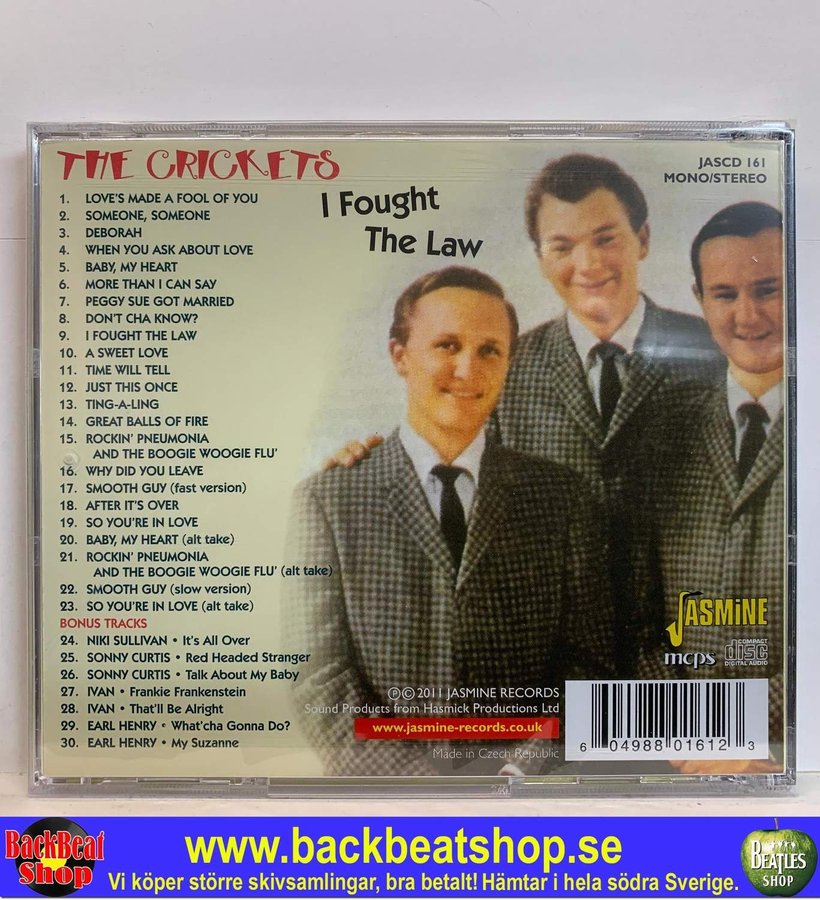 THE CRICKETS
I Fought
The Law
JASCD 161
MONO/STEREO
1. LOVE'S MADE A FOOL OF YOU
2. SOMEONE, SOMEONE
3. DEBORAH
4. WHEN YOU ASK ABOUT LOVE
5. BABY, MY HEART
6. MORE THAN I CAN SAY
7. PEGGY SUE GOT MARRIED
8. DON'T CHA KNOW?
9. I FOUGHT THE LAW
10. A SWEET LOVE
11. TIME WILL TELL
12. JUST THIS ONCE
13. TING-A-LING
14. GREAT BALLS OF FIRE
15. ROCKIN' PNEUMONIA
AND THE BOOGIE WOOGIE FLU'
16. WHY DID YOU LEAVE
17. SMOOTH GUY (fast version)
18. AFTER IT'S OVER
19. SO YOU'RE IN LOVE
20. BABY, MY HEART (alt take)
21. ROCKIN' PNEUMONIA
AND THE BOOGIE WOOGIE FLU' (alt take)
22. SMOOTH GUY (slow version)
23. SO YOU'RE IN LOVE (alt take)
BONUS TRACKS
24. NIKI SULLIVAN • It's All Over
25. SONNY CURTIS • Red Headed Stranger
26. SONNY CURTIS • Talk About My Baby
27. IVAN • Frankie Frankenstein
28. IVAN • That'll Be Alright
29. EARL HENRY • What'cha Gonna Do?
30. EARL HENRY • My Suzanne
JASMiNE
mcps
COMPACT
disc
DIGITAL AUDIO
℗© 2011 JASMINE RECORDS
Sound Products from Hasmick Productions Ltd
www.jasmine-records.co.uk
Made in Czech Republic
6 04988 01612 3
BackBeat
Shop
www.backbeatshop.se
Vi köper större skivsamlingar, bra betalt! Hämtar i hela södra Sverige.
BEATLES
SHOP